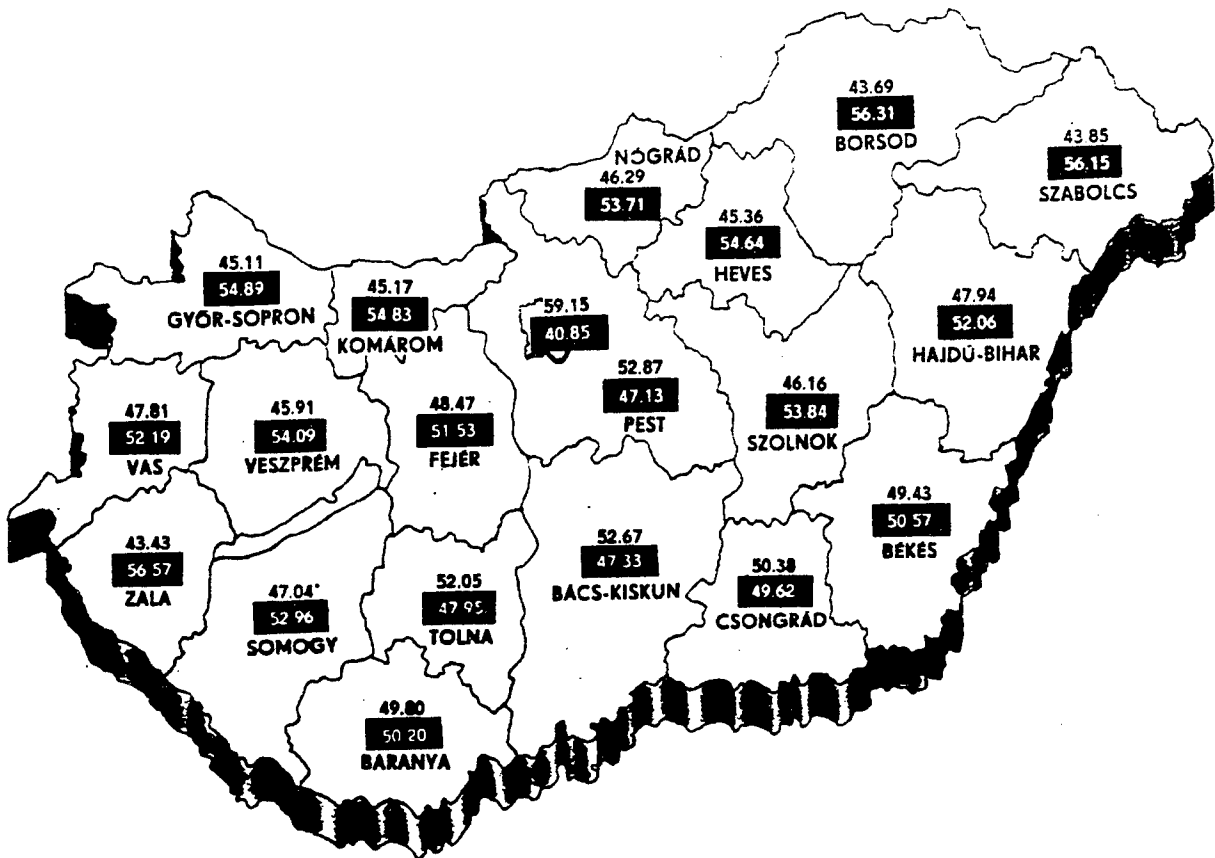 43.69
56.31
BORSOD
43.85
56.15
SZABOLCS
NÓGRÁD
46.29
53.71
45.36
54.64
HEVES
45.11
54.89
GYŐR-SOPRON
45.17
54 83
KOMÁROM
59.15
40.85
47.94
52.06
HAJDÚ-BIHAR
52.87
47.13
PEST
46.16
53.84
SZOLNOK
47.81
52 19
VAS
45.91
54.09
VESZPRÉM
48.47
51 53
FEJÉR
49.43
50 57
BÉKÉS
43.43
56 57
ZALA
47.04
52 96
SOMOGY
52.05
47 95
TOLNA
52.67
47 33
BÁCS-KISKUN
50.38
49.62
CSONGRÁD
49.80
50 20
BARANYA